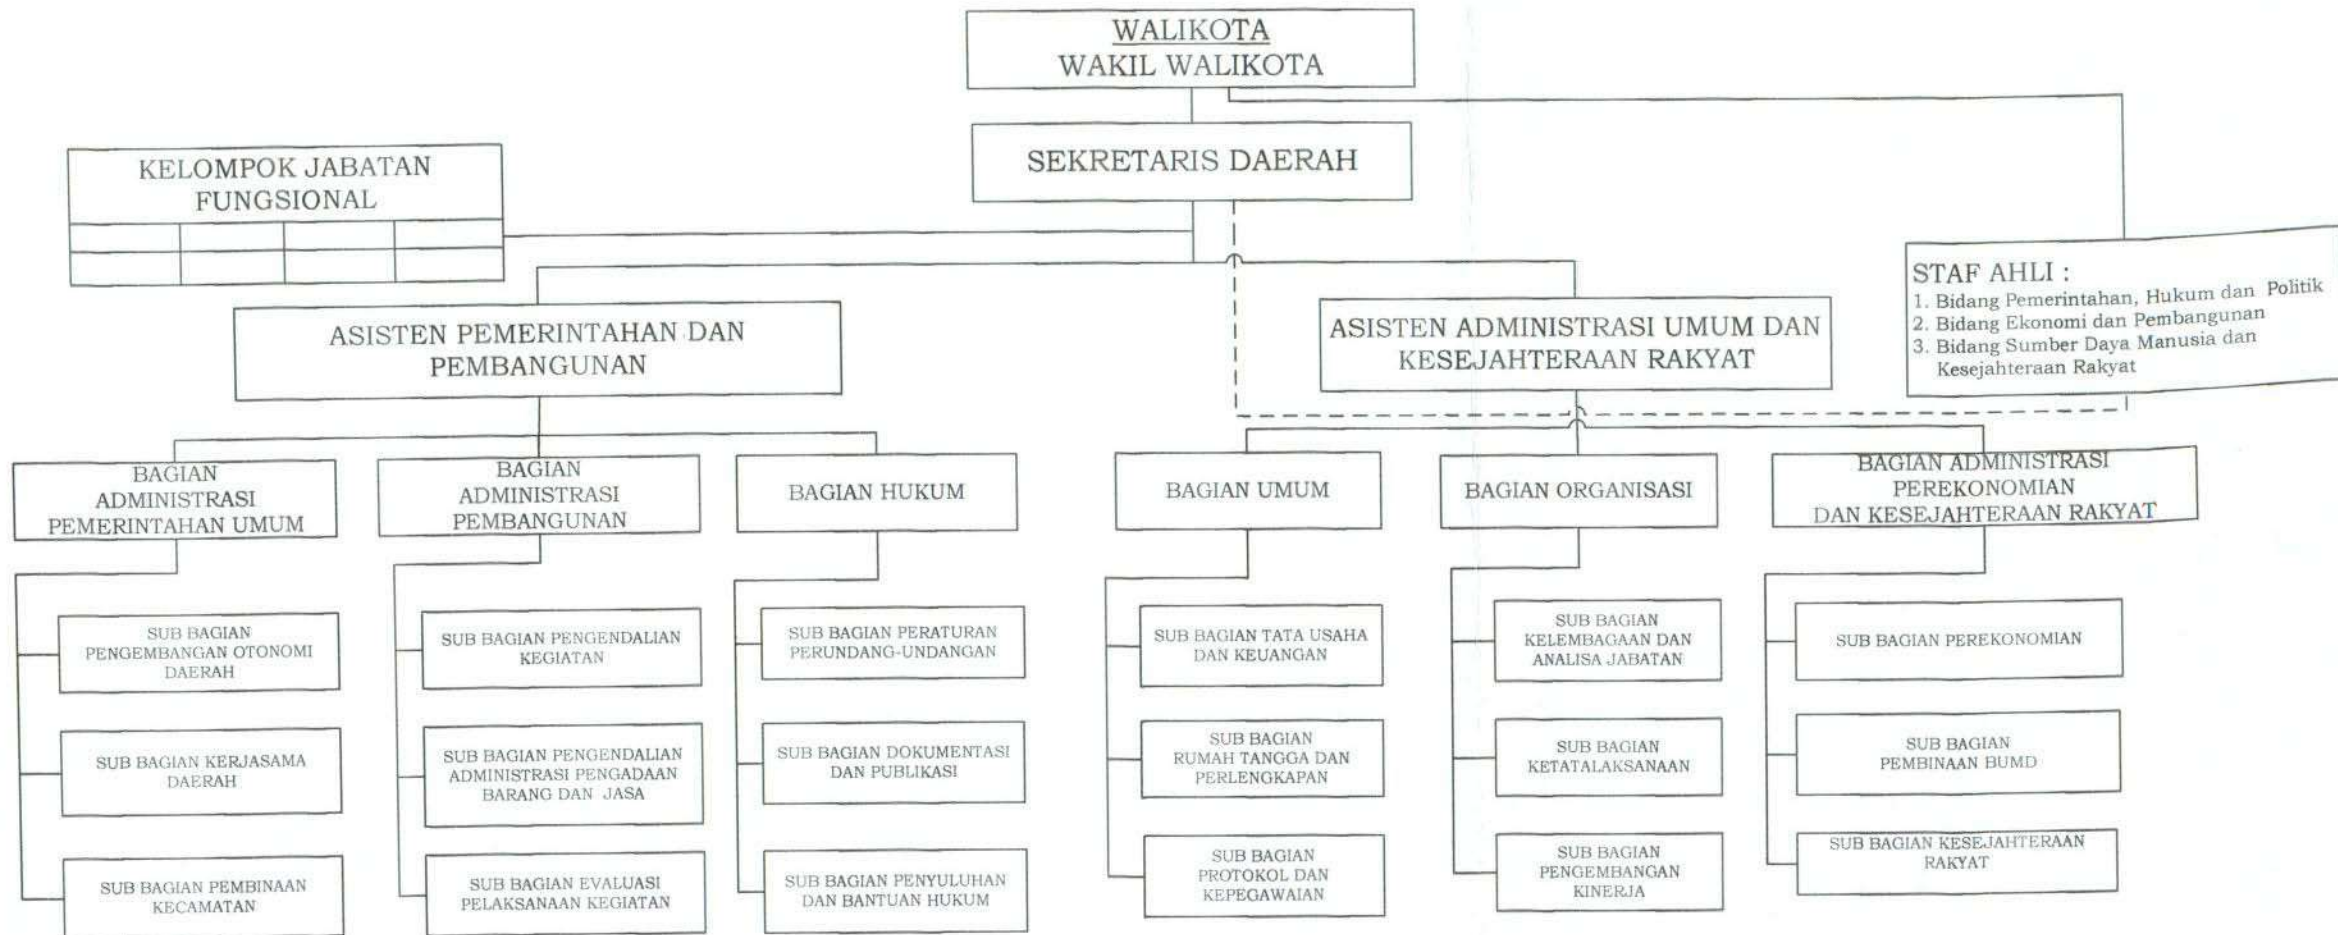 WALIKOTA
WAKIL WALIKOTA
SEKRETARIS DAERAH
KELOMPOK JABATAN
FUNGSIONAL
STAF AHLI :
1. Bidang Pemerintahan, Hukum dan Politik
2. Bidang Ekonomi dan Pembangunan
3. Bidang Sumber Daya Manusia dan
Kesejahteraan Rakyat
ASISTEN PEMERINTAHAN DAN
PEMBANGUNAN
ASISTEN ADMINISTRASI UMUM DAN
KESEJAHTERAAN RAKYAT
BAGIAN
ADMINISTRASI
PEMERINTAHAN UMUM
BAGIAN
ADMINISTRASI
PEMBANGUNAN
BAGIAN HUKUM
BAGIAN UMUM
BAGIAN ORGANISASI
BAGIAN ADMINISTRASI
PEREKONOMIAN
DAN KESEJAHTERAAN RAKYAT
SUB BAGIAN
PENGEMBANGAN OTONOMI
DAERAH
SUB BAGIAN PENGENDALIAN
KEGIATAN
SUB BAGIAN PERATURAN
PERUNDANG-UNDANGAN
SUB BAGIAN TATA USAHA
DAN KEUANGAN
SUB BAGIAN
KELEMBAGAAN DAN
ANALISA JABATAN
SUB BAGIAN PEREKONOMIAN
SUB BAGIAN KERJASAMA
DAERAH
SUB BAGIAN PENGENDALIAN
ADMINISTRASI PENGADAAN
BARANG DAN JASA
SUB BAGIAN DOKUMENTASI
DAN PUBLIKASI
SUB BAGIAN
RUMAH TANGGA DAN
PERLENGKAPAN
SUB BAGIAN
KETATALAKSANAAN
SUB BAGIAN
PEMBINAAN BUMD
SUB BAGIAN PEMBINAAN
KECAMATAN
SUB BAGIAN EVALUASI
PELAKSANAAN KEGIATAN
SUB BAGIAN PENYULUHAN
DAN BANTUAN HUKUM
SUB BAGIAN
PROTOKOL DAN
KEPEGAWAIAN
SUB BAGIAN
PENGEMBANGAN
KINERJA
SUB BAGIAN KESEJAHTERAAN
RAKYAT